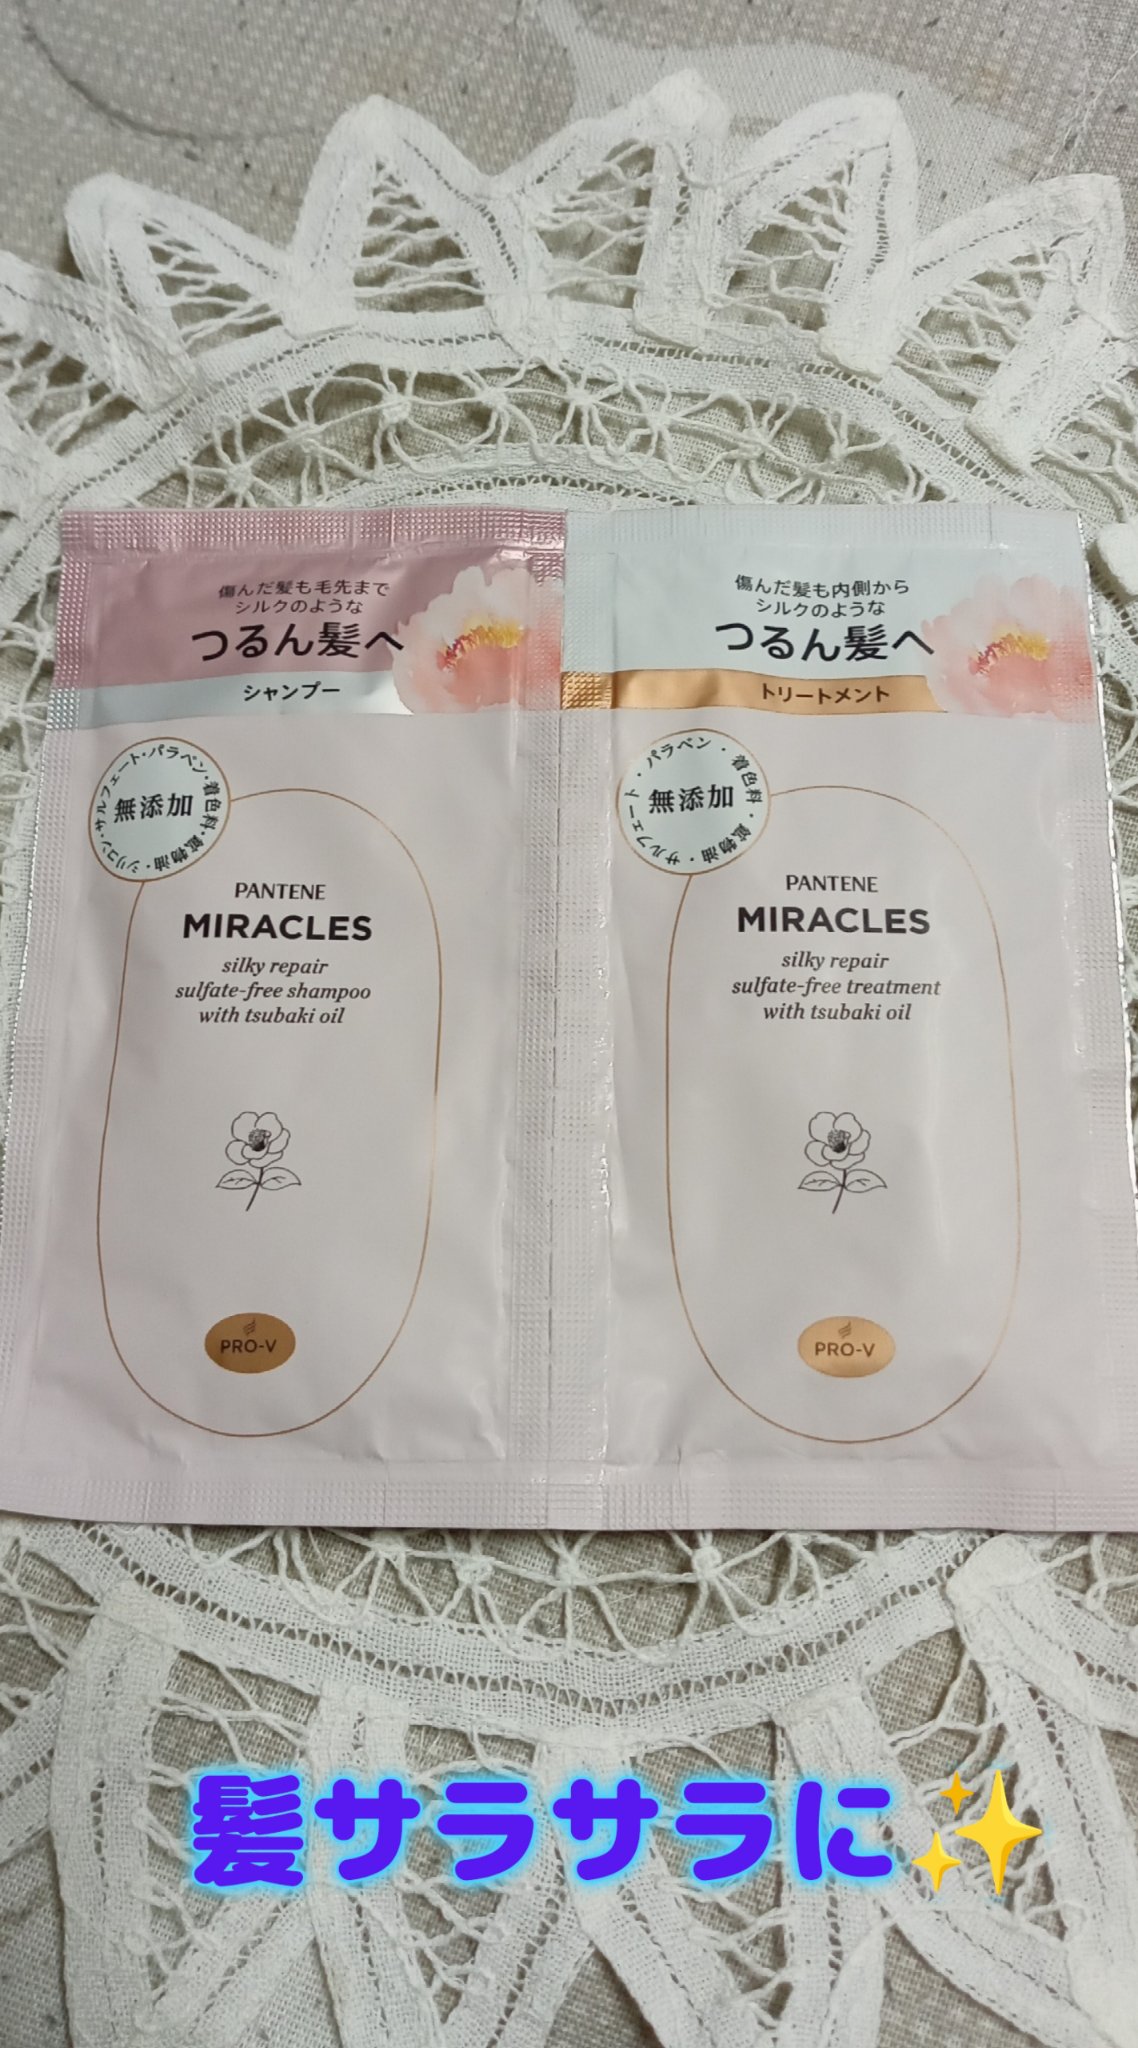 傷んだ髪も毛先まで
シルクのような
つるん髪へ
シャンプー
シリコン・サルフェート・パラベン・着色料・鉱物油・
無添加
PANTENE
MIRACLES
silky repair
sulfate-free shampoo
with tsubaki oil
PRO-V
傷んだ髪も内側から
シルクのような
つるん髪へ
トリートメント
サルフェート・パラベン・着色料・鉱物油・
無添加
PANTENE
MIRACLES
silky repair
sulfate-free treatment
with tsubaki oil
PRO-V
髪サラサラに✨